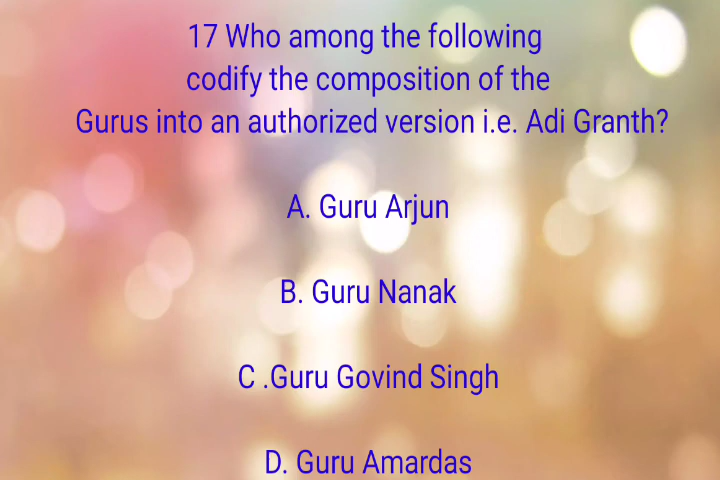 17 Who among the following
codify the composition of the
Gurus into an authorized version i.e. Adi Granth?
A. Guru Arjun
B. Guru Nanak
C .Guru Govind Singh
D. Guru Amardas